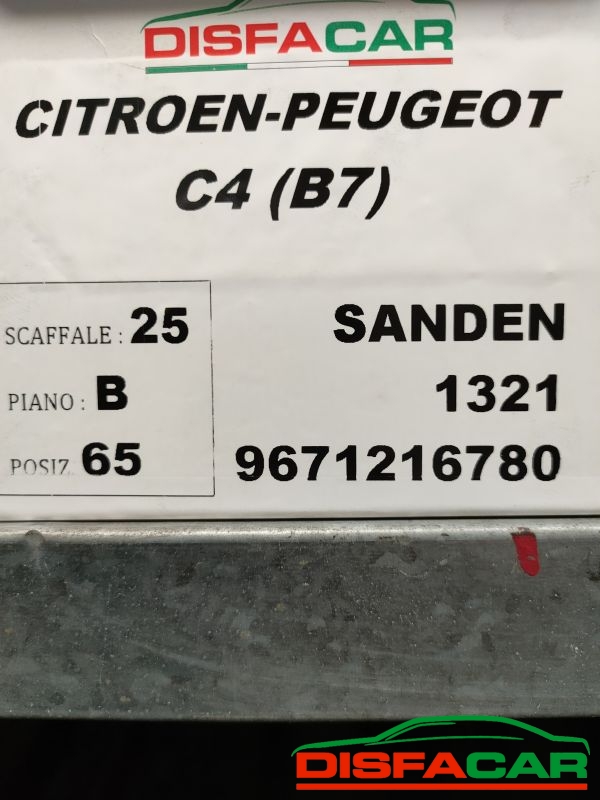 DISFACAR
CITROEN-PEUGEOT
C4 (B7)
SCAFFALE : 25
PIANO : B
POSIZ 65
SANDEN
1321
9671216780
DISFACAR